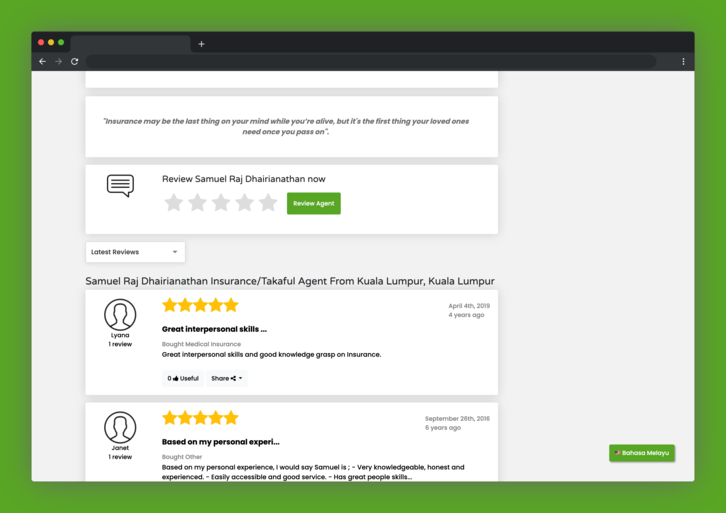 "Insurance may be the last thing on your mind while you're alive, but it's the first thing your loved ones
need once you pass on".
Review Samuel Raj Dhairianathan now
Review Agent
Latest Reviews
Samuel Raj Dhairianathan Insurance/Takaful Agent From Kuala Lumpur, Kuala Lumpur
Lyana
1 review
Great interpersonal skills ...
Bought Medical Insurance
Great interpersonal skills and good knowledge grasp on Insurance.
0 Useful
Share
April 4th, 2019
4 years ago
Janet
1 review
Based on my personal experi...
Bought Other
Based on my personal experience, I would say Samuel is ; - Very knowledgeable, honest and
experienced. - Easily accessible and good service. - Has great people skills...
September 26th, 2016
6 years ago
Bahasa Melayu